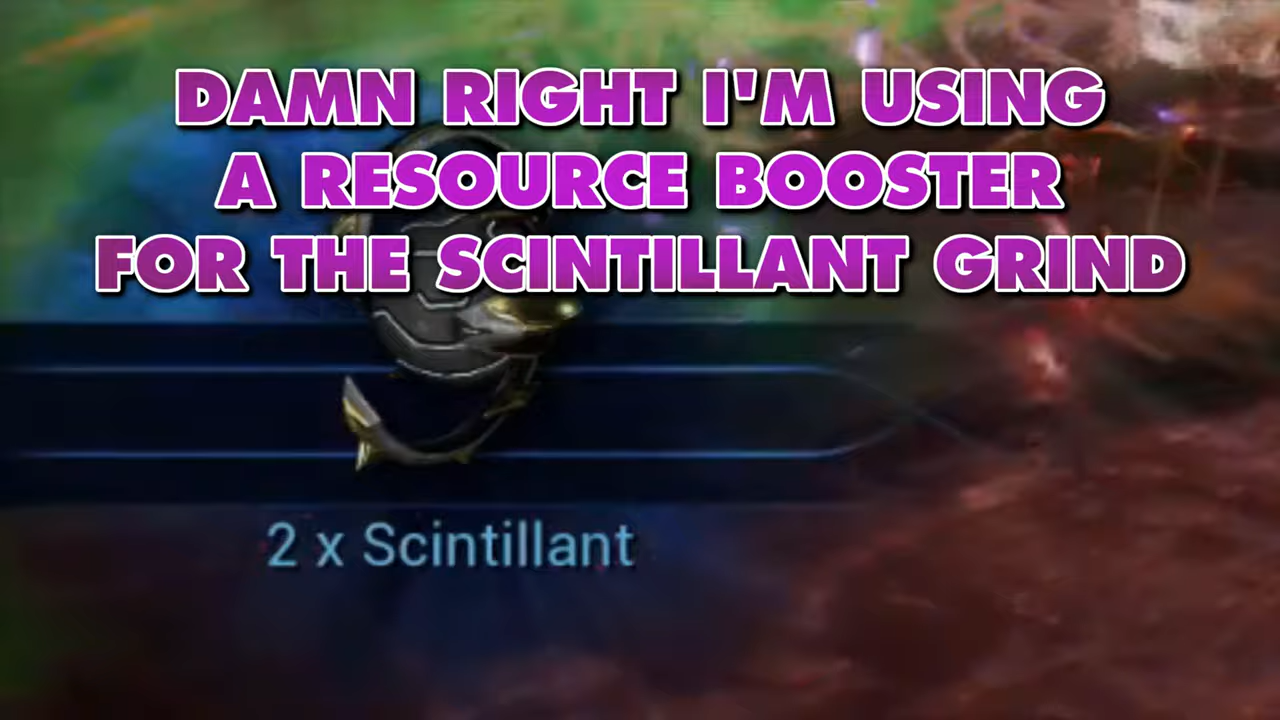 DAMN RIGHT I'M USING
A RESOURCE BOOSTER
FOR THE SCINTILLANT GRIND
2 x Scintillant